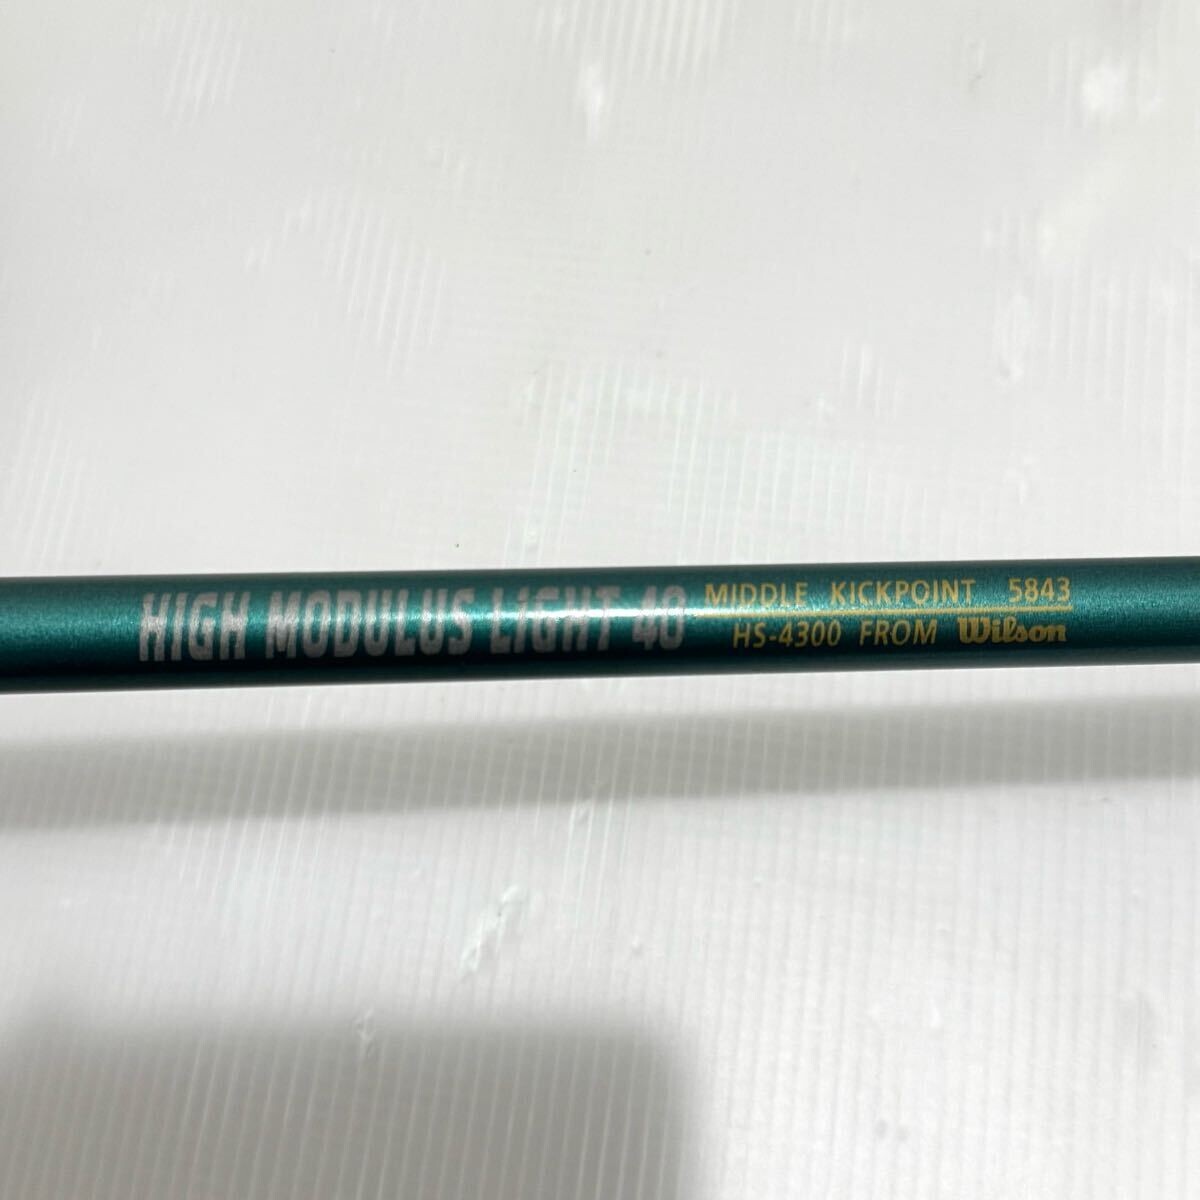 HIGH MODULUS LiGHT 40
MIDDLE KICKPOINT 5843
HS-4300 FROM Wilson